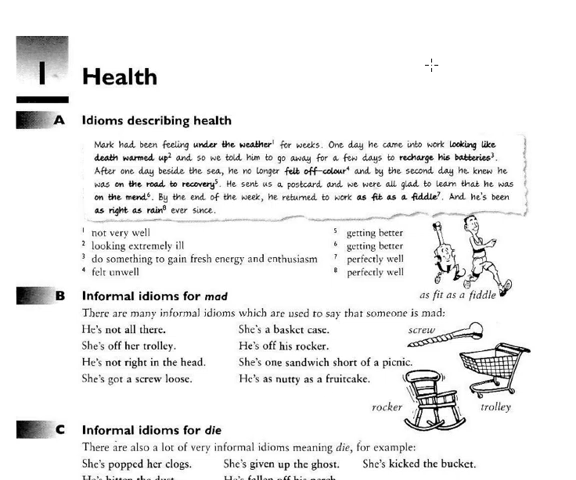 1 Health
A Idioms describing health
Mark had been feeling under the weather¹ for weeks. One day he came into work looking like
death warmed up² and so we told him to go away for a few days to recharge his batteries³.
After one day beside the sea, he no longer felt off-colour⁴ and by the second day he knew he
was on the road to recovery⁵. He sent us a postcard and we were all glad to learn that he was
on the mend⁶. By the end of the week, he returned to work as fit as a fiddle⁷. And he's been
as right as rain⁸ ever since.
¹ not very well
² looking extremely ill
³ do something to gain fresh energy and enthusiasm
⁴ felt unwell
⁵ getting better
⁶ getting better
⁷ perfectly well
⁸ perfectly well
as fit as a fiddle
B Informal idioms for mad
There are many informal idioms which are used to say that someone is mad:
He's not all there. She's a basket case.
She's off her trolley. He's off his rocker.
He's not right in the head. She's one sandwich short of a picnic.
She's got a screw loose. He's as nutty as a fruitcake.
screw
rocker
trolley
C Informal idioms for die
There are also a lot of very informal idioms meaning die, for example:
She's popped her clogs. She's given up the ghost. She's kicked the bucket.